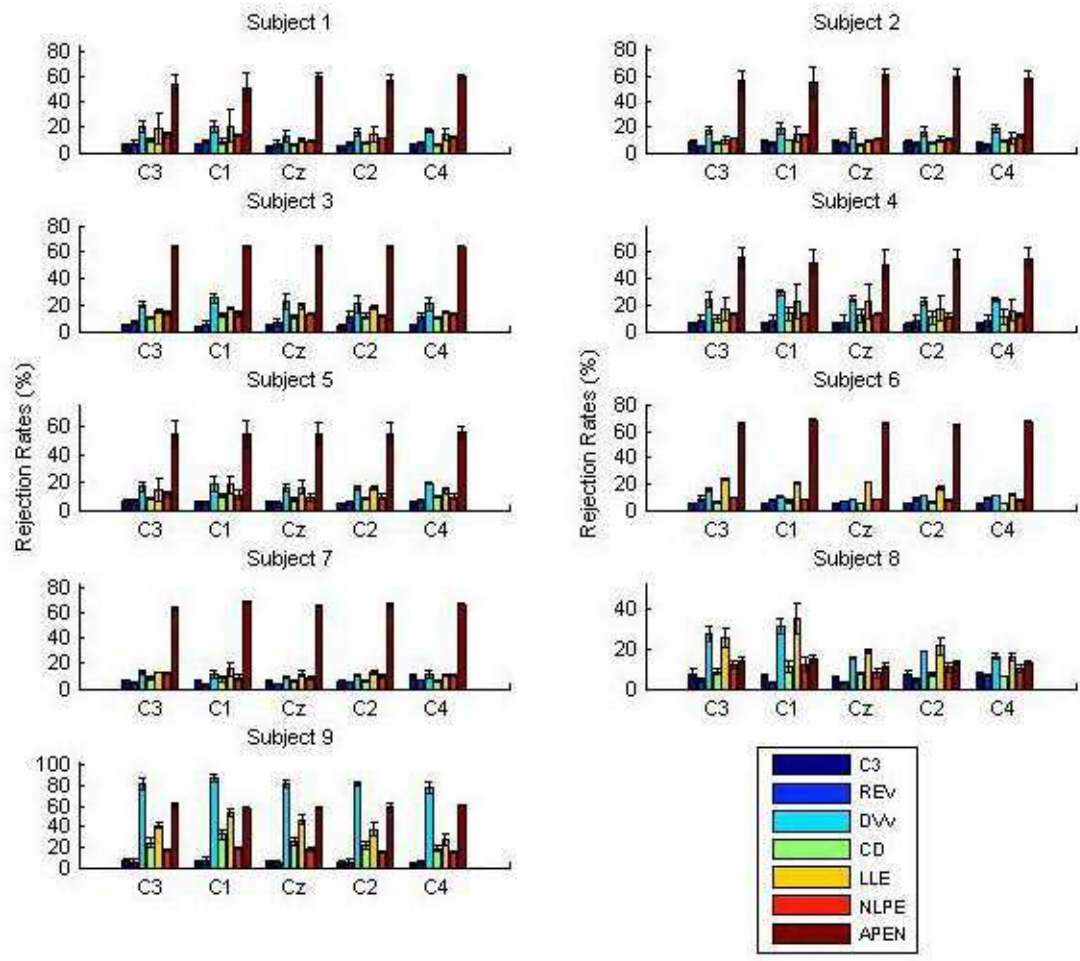 Subject 1
80
60
40
20
0
C3 C1 Cz C2 C4
Subject 2
80
60
40
20
0
C3 C1 Cz C2 C4
Subject 3
80
60
40
20
0
C3 C1 Cz C2 C4
Subject 4
60
40
20
0
C3 C1 Cz C2 C4
Rejection Rates (%)
Subject 5
60
40
20
0
C3 C1 Cz C2 C4
Rejection Rates (%)
Subject 6
80
60
40
20
0
C3 C1 Cz C2 C4
Subject 7
80
60
40
20
0
C3 C1 Cz C2 C4
Subject 8
40
20
0
C3 C1 Cz C2 C4
Subject 9
100
80
60
40
20
0
C3 C1 Cz C2 C4
C3
REv
DVv
CD
LLE
NLPE
APEN